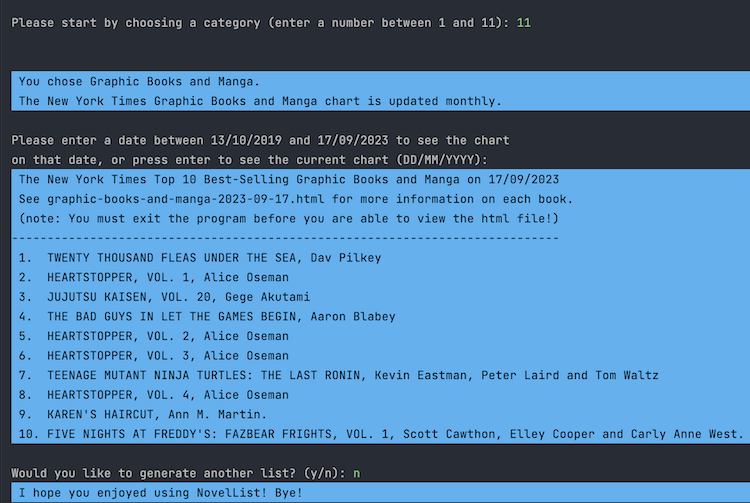 Please start by choosing a category (enter a number between 1 and 11): 11
You chose Graphic Books and Manga.
The New York Times Graphic Books and Manga chart is updated monthly.
Please enter a date between 13/10/2019 and 17/09/2023 to see the chart
on that date, or press enter to see the current chart (DD/MM/YYYY):
The New York Times Top 10 Best-Selling Graphic Books and Manga on 17/09/2023
See graphic-books-and-manga-2023-09-17.html for more information on each book.
(note: You must exit the program before you are able to view the html file!)
------------------------------------------------------------------------------
1.  TWENTY THOUSAND FLEAS UNDER THE SEA, Dav Pilkey
2.  HEARTSTOPPER, VOL. 1, Alice Oseman
3.  JUJUTSU KAISEN, VOL. 20, Gege Akutami
4.  THE BAD GUYS IN LET THE GAMES BEGIN, Aaron Blabey
5.  HEARTSTOPPER, VOL. 2, Alice Oseman
6.  HEARTSTOPPER, VOL. 3, Alice Oseman
7.  TEENAGE MUTANT NINJA TURTLES: THE LAST RONIN, Kevin Eastman, Peter Laird and Tom Waltz
8.  HEARTSTOPPER, VOL. 4, Alice Oseman
9.  KAREN'S HAIRCUT, Ann M. Martin.
10. FIVE NIGHTS AT FREDDY'S: FAZBEAR FRIGHTS, VOL. 1, Scott Cawthon, Elley Cooper and Carly Anne West.
Would you like to generate another list? (y/n): n
I hope you enjoyed using NovelList! Bye!